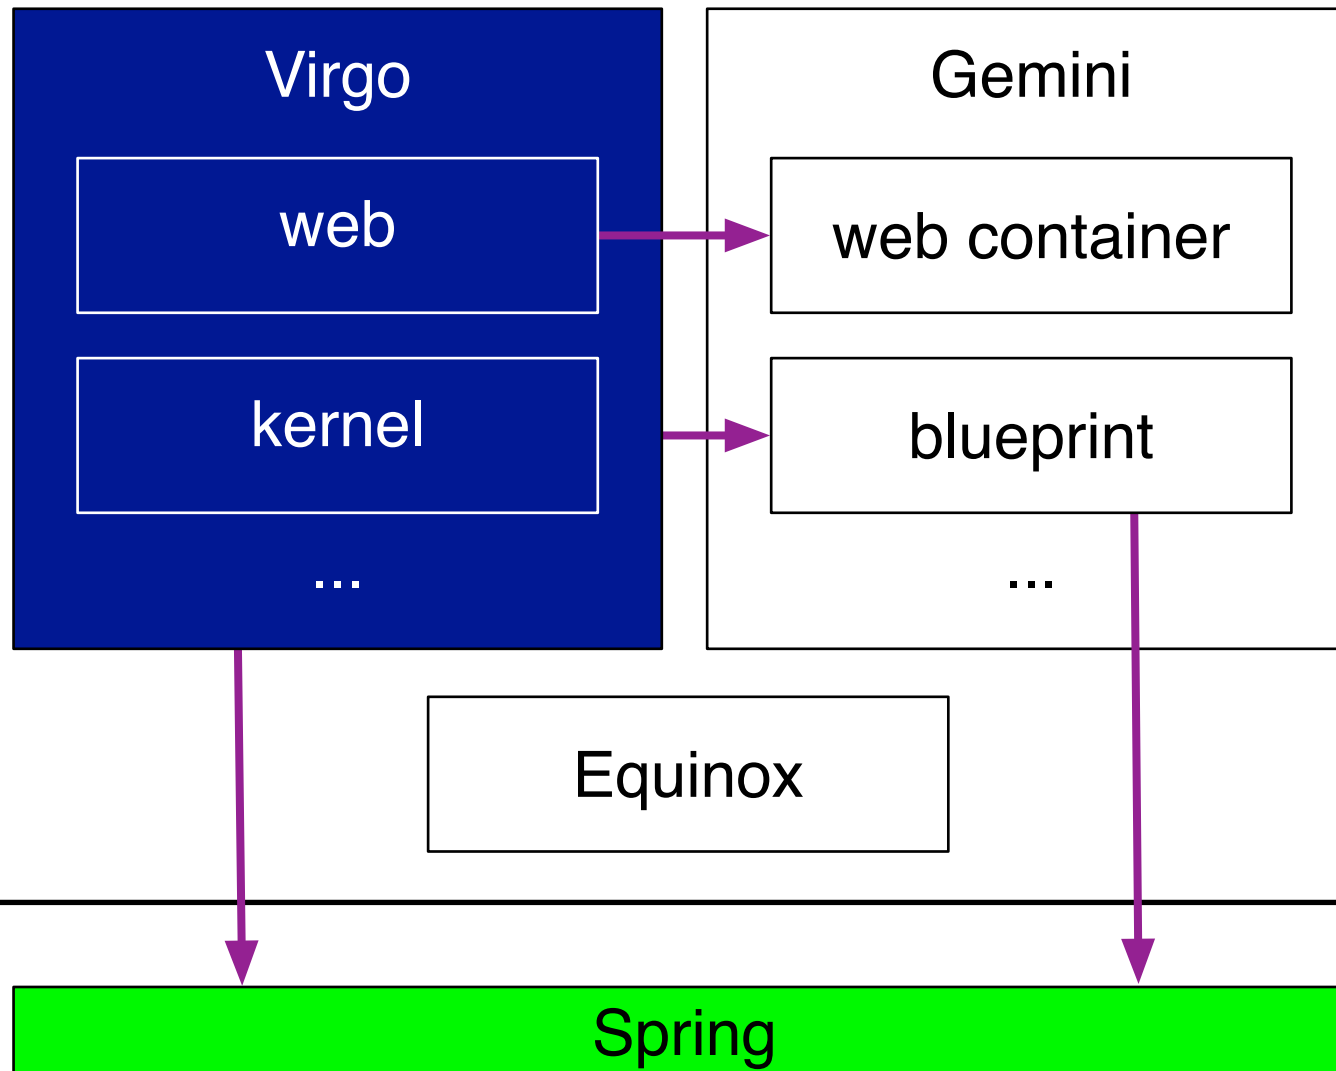 Virgo
web
kernel
...
Gemini
web container
blueprint
...
Equinox
Spring